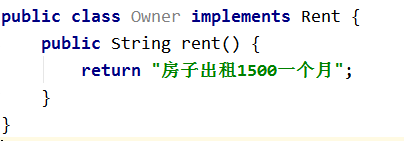 public class Owner implements Rent {
    public String rent() {
        return "房子出租1500一个月";
    }
}